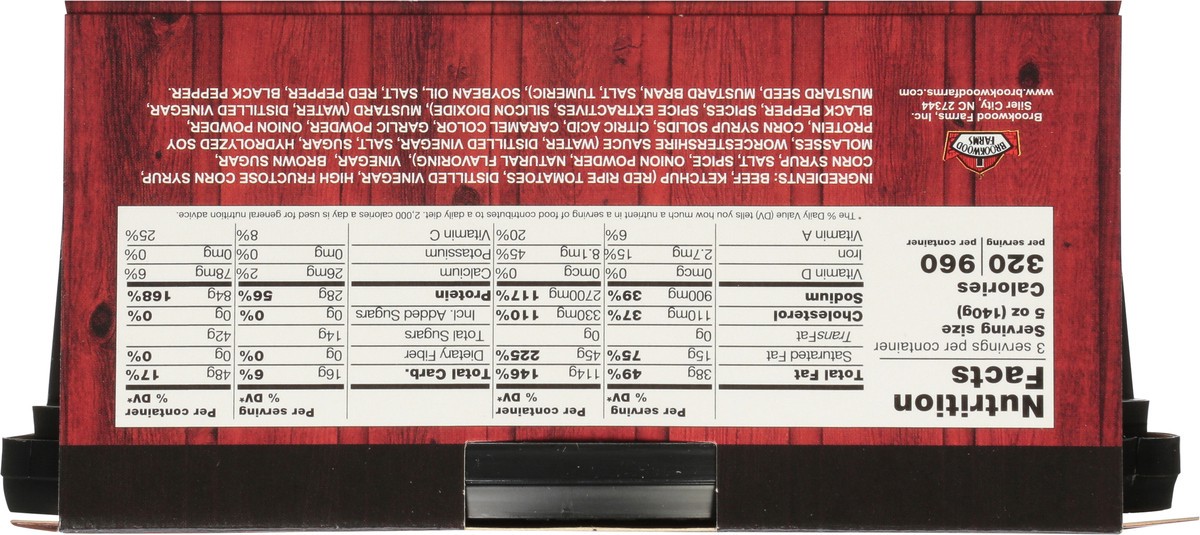 Nutrition
Facts
3 servings per container
Serving size
5 oz (140g)
Calories
320 960
per serving per container
Per serving Per container
% DV* % DV*
Total Fat 38g 49% 114g 146%
Saturated Fat 15g 75% 45g 225%
TransFat 0g 0g
Cholesterol 110mg 37% 330mg 110%
Sodium 900mg 39% 2700mg 117%
Vitamin D 0mcg 0% 0mcg 0%
Iron 2.7mg 15% 8.1mg 45%
Vitamin A 6% 20%
Per serving Per container
% DV* % DV*
Total Carb. 16g 6% 48g 17%
Dietary Fiber 0g 0% 0g 0%
Total Sugars 14g 42g
Incl. Added Sugars 0g 0% 0g 0%
Protein 28g 56% 84g 168%
Calcium 26mg 2% 78mg 6%
Potassium 0mg 0% 0mg 0%
Vitamin C 8% 25%
* The % Daily Value (DV) tells you how much a nutrient in a serving of food contributes to a daily diet. 2,000 calories a day is used for general nutrition advice.
INGREDIENTS: BEEF, KETCHUP (RED RIPE TOMATOES, DISTILLED VINEGAR, HIGH FRUCTOSE CORN SYRUP,
CORN SYRUP, SALT, SPICE, ONION POWDER, NATURAL FLAVORING), VINEGAR, BROWN SUGAR,
MOLASSES, WORCESTERSHIRE SAUCE (WATER, DISTILLED VINEGAR, SALT, SUGAR, HYDROLYZED SOY
PROTEIN, CORN SYRUP SOLIDS, CITRIC ACID, CARAMEL COLOR, GARLIC POWDER, ONION POWDER,
BLACK PEPPER, SPICES, SPICE EXTRACTIVES, SILICON DIOXIDE), MUSTARD (WATER, DISTILLED VINEGAR
MUSTARD SEED, MUSTARD BRAN, SALT, TUMERIC), SOYBEAN OIL, SALT, RED PEPPER, BLACK PEPPER.
BROOKWOOD
FARMS
Brookwood Farms, Inc.
Siler City, NC 27344
www.brookwoodfarms.com